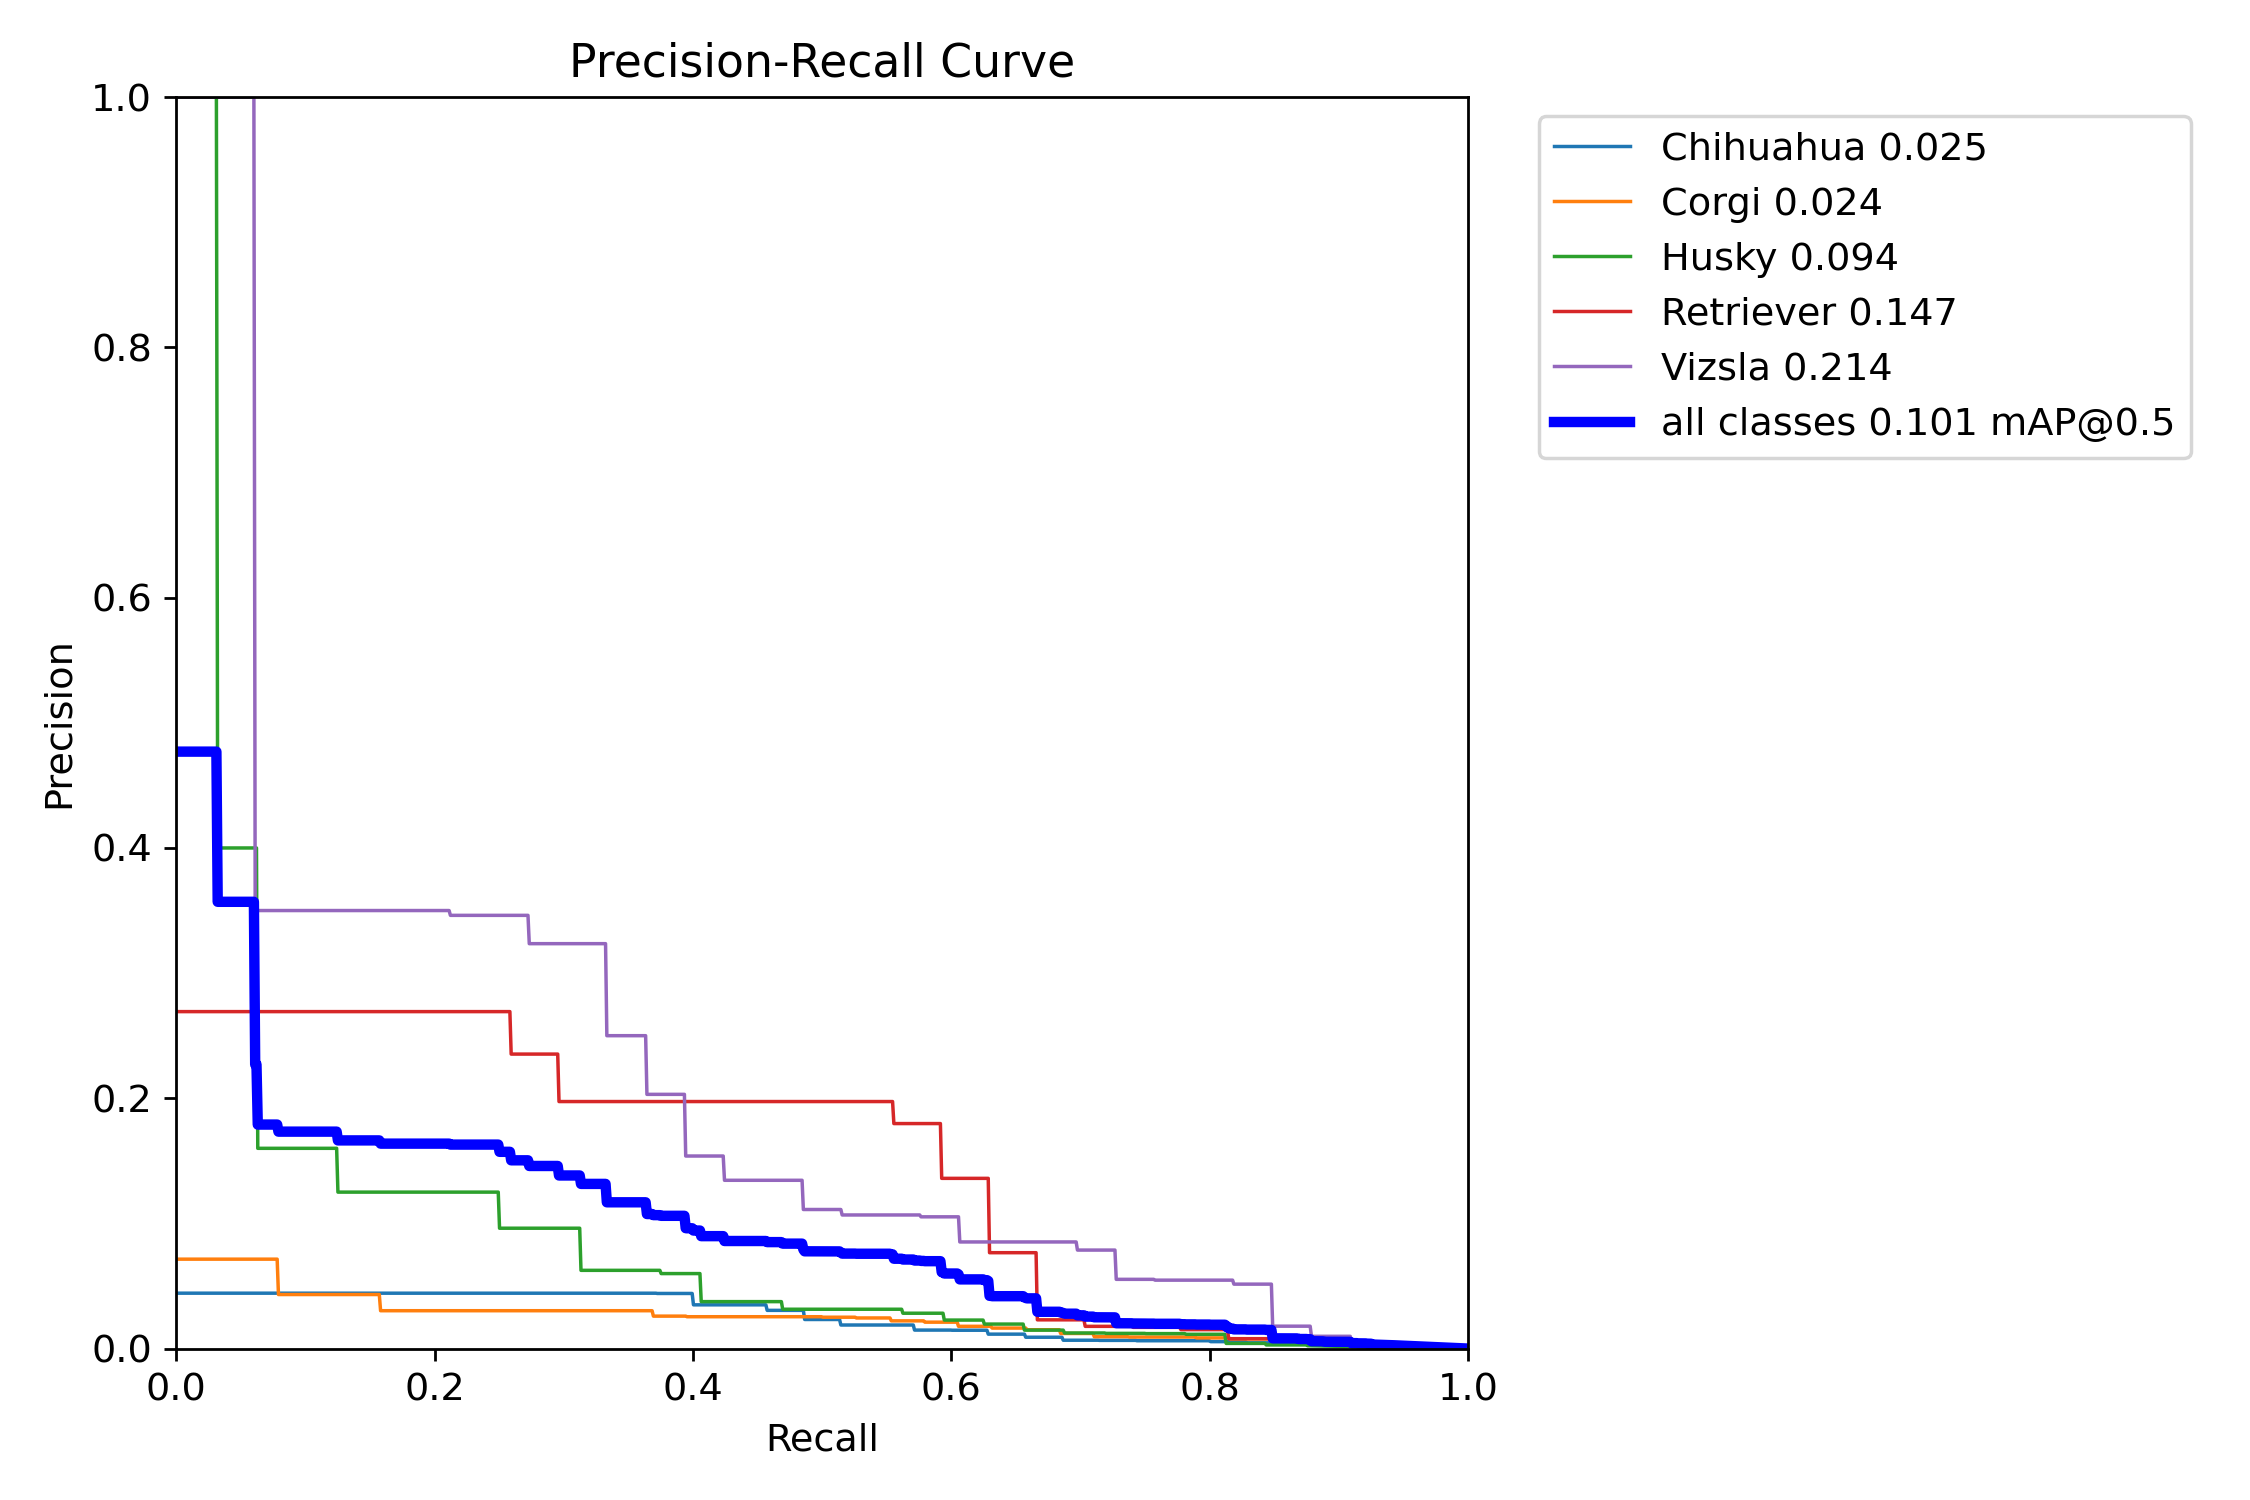 Precision-Recall Curve
1.0
0.8
0.6
0.4
0.2
0.0
Precision
0.0 0.2 0.4 0.6 0.8 1.0
Recall
Chihuahua 0.025
Corgi 0.024
Husky 0.094
Retriever 0.147
Vizsla 0.214
all classes 0.101 mAP@0.5